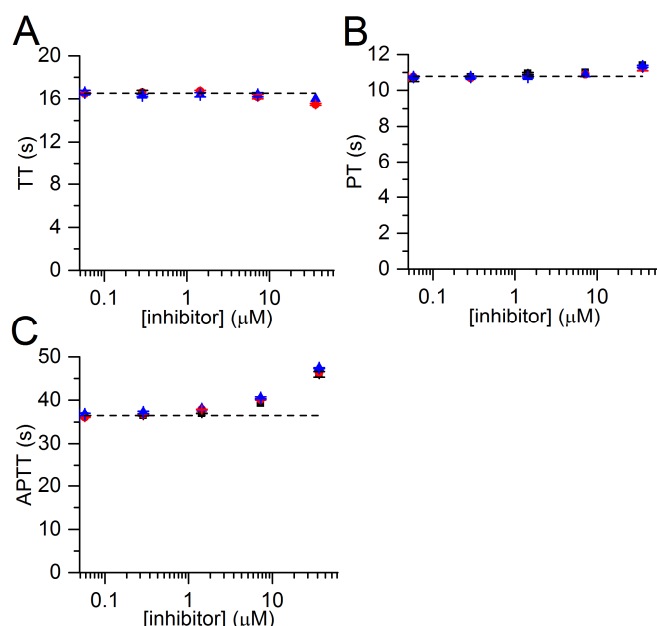 A
20
16
12
8
4
0
TT (s)
0.1 1 10
[inhibitor] (μM)
B
12
10
8
6
4
2
0
PT (s)
0.1 1 10
[inhibitor] (μM)
C
50
40
30
20
10
0
APTT (s)
0.1 1 10
[inhibitor] (μM)